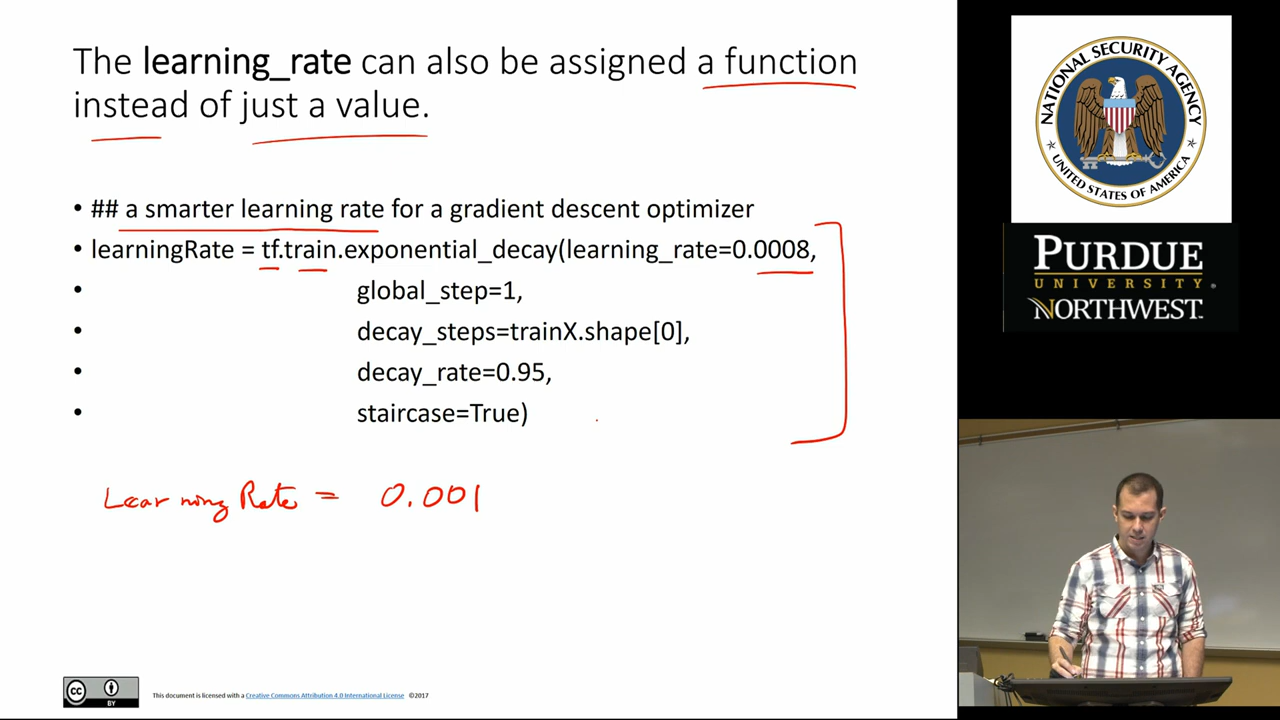 The learning_rate can also be assigned a function
instead of just a value.
• ## a smarter learning rate for a gradient descent optimizer
• learningRate = tf.train.exponential_decay(learning_rate=0.0008,
• global_step=1,
• decay_steps=trainX.shape[0],
• decay_rate=0.95,
• staircase=True)
Learning Rate = 0.001
cc BY
This document is licensed with a Creative Commons Attribution 4.0 International License ©2017
NATIONAL SECURITY AGENCY
UNITED STATES OF AMERICA
PURDUE
UNIVERSITY
NORTHWEST